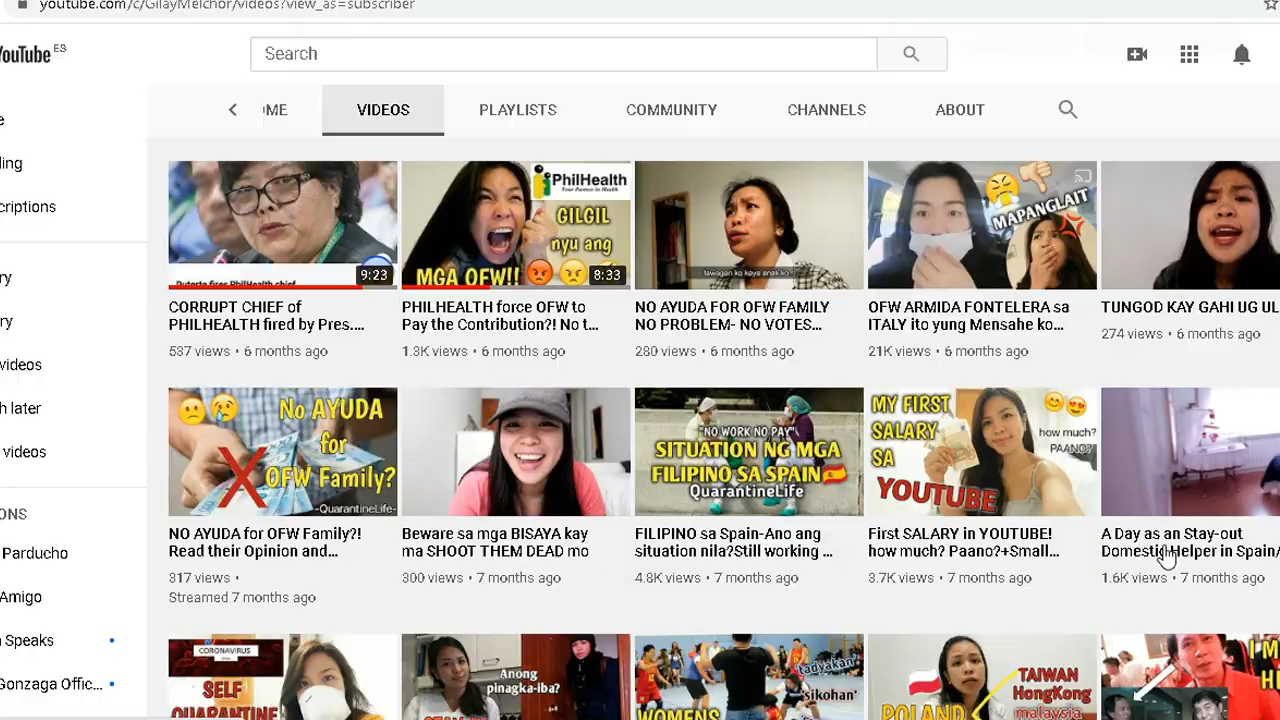 youtube.com/c/GilayMelchor/videos?view_as=subscriber
YouTube ES
Search
ME
VIDEOS
PLAYLISTS
COMMUNITY
CHANNELS
ABOUT
e
ding
criptions
ry
ry
videos
h later
videos
ONS
Parducho
Amigo
Speaks
Gonzaga Offic...
9:23
PhilHealth
Your Partner in Health
GILGIL
nyu ang
MGA OFW!!
8:33
tawagan ko kaya anak ko..
MAPANGLAIT
CORRUPT CHIEF of
PHILHEALTH fired by Pres....
587 views • 6 months ago
PHILHEALTH force OFW to
Pay the Contribution?! No t...
1.3K views • 6 months ago
NO AYUDA FOR OFW FAMILY
NO PROBLEM- NO VOTES...
280 views • 6 months ago
OFW ARMIDA FONTELERA sa
ITALY ito yung Mensahe ko...
21K views • 6 months ago
TUNGOD KAY GAHI UG UL
274 views • 6 months ago
No AYUDA
for
OFW Family?
-QuarantineLife-
"NO WORK NO PAY"
SITUATION NG MGA
FILIPINO SA SPAIN
QuarantineLife
MY FIRST
SALARY
SA
YOUTUBE
how much?
PAANO?
NO AYUDA for OFW Family?!
Read their Opinion and...
317 views •
Streamed 7 months ago
Beware sa mga BISAYA kay
ma SHOOT THEM DEAD mo
300 views • 7 months ago
FILIPINO sa Spain-Ano ang
situation nila?Still working ...
4.8K views • 7 months ago
First SALARY in YOUTUBE!
how much? Paano?+Small...
3.7K views • 7 months ago
A Day as an Stay-out
Domestic Helper in Spain/
1.6K views • 7 months ago
CORONAVIRUS
SELF
QUARANTINE
Anong
pinagka-iba?
'tadyakan'
'sikohan'
WOMENS
POLAND
TAIWAN
HongKong
malaysia
I'M